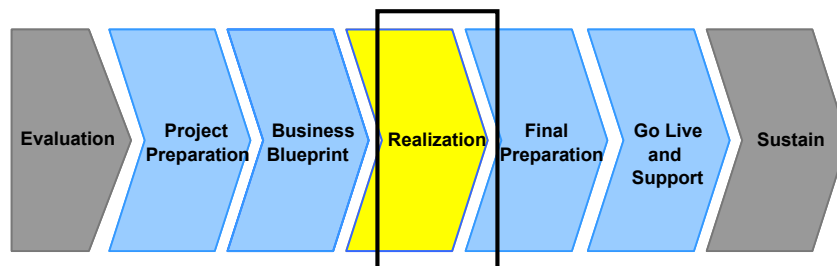 Evaluation
Project
Preparation
Business
Blueprint
Realization
Final
Preparation
Go Live
and
Support
Sustain